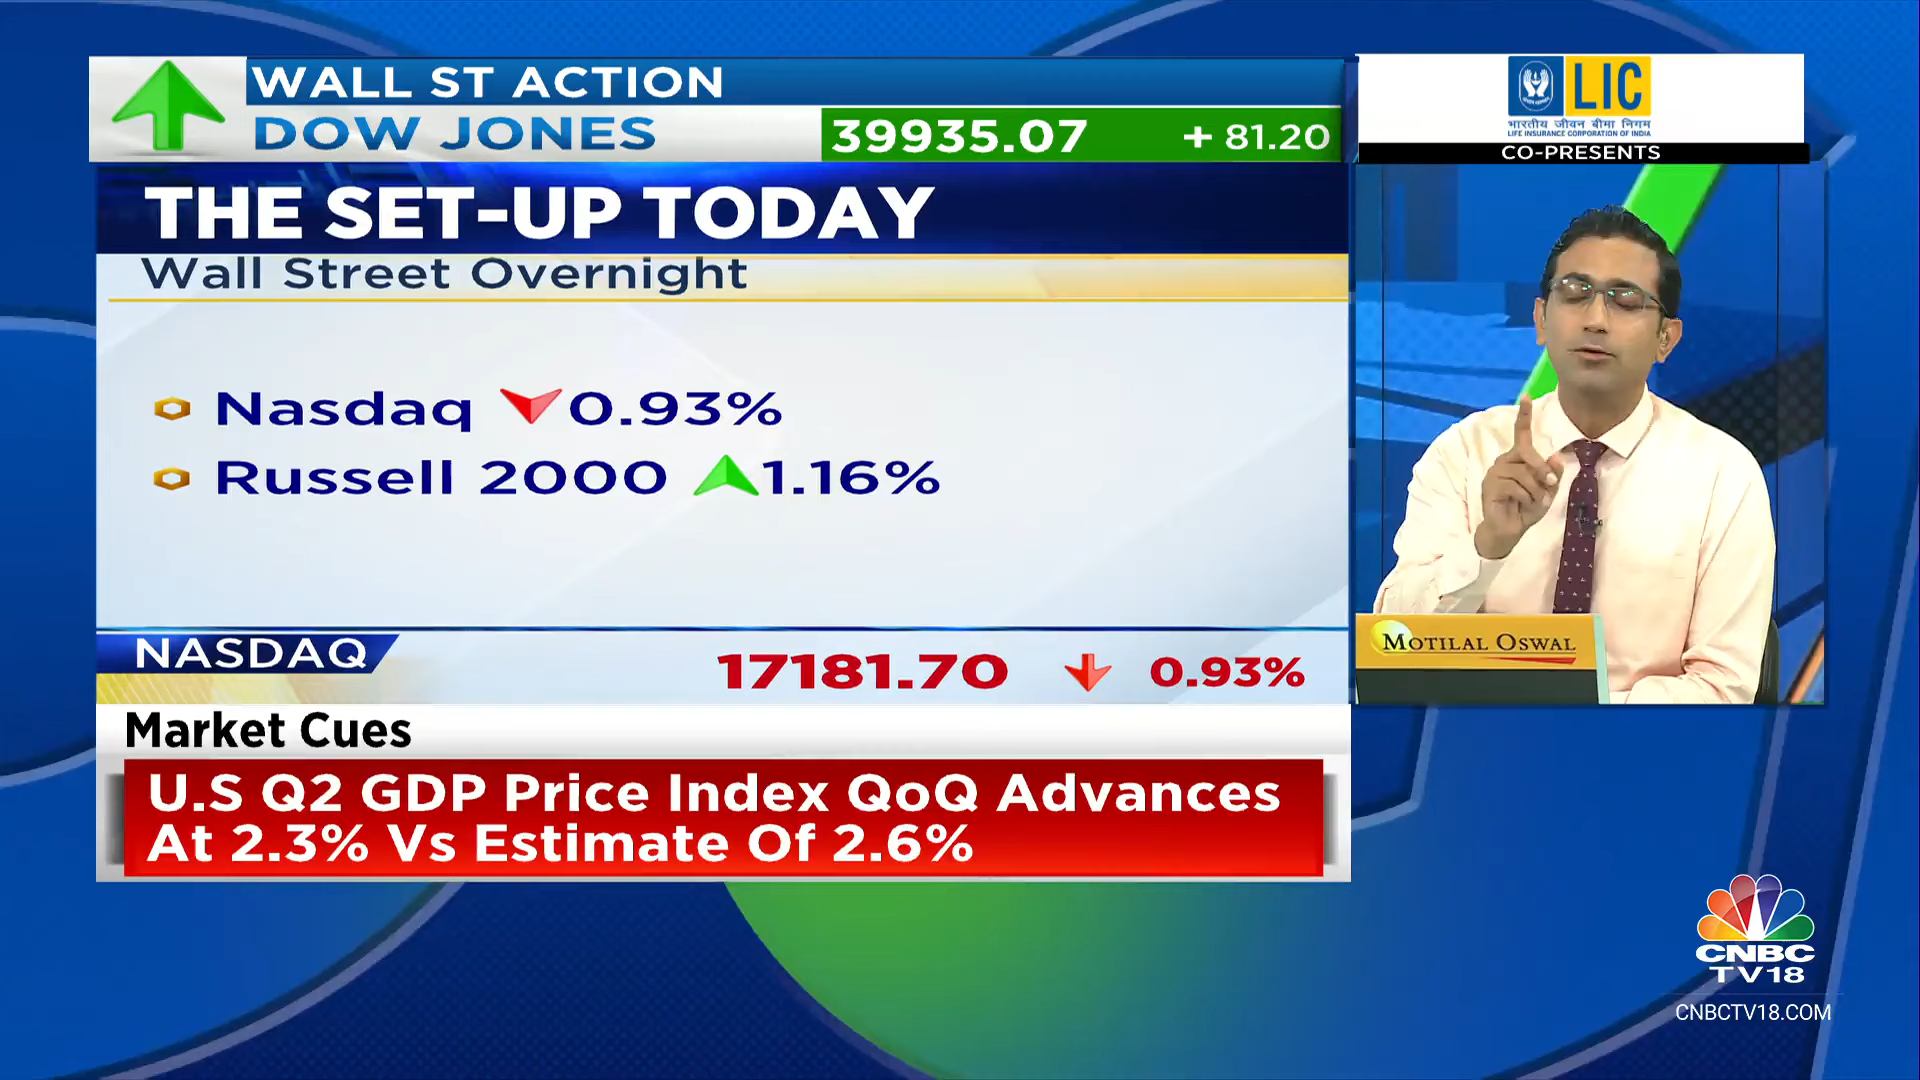 WALL ST ACTION
DOW JONES
39935.07 + 81.20
LIC
भारतीय जीवन बीमा निगम
LIFE INSURANCE CORPORATION OF INDIA
CO-PRESENTS
THE SET-UP TODAY
Wall Street Overnight
Nasdaq 0.93%
Russell 2000 1.16%
NASDAQ
17181.70 0.93%
MOTILAL OSWAL
Market Cues
U.S Q2 GDP Price Index QoQ Advances
At 2.3% Vs Estimate Of 2.6%
CNBC
TV18
CNBCTV18.COM